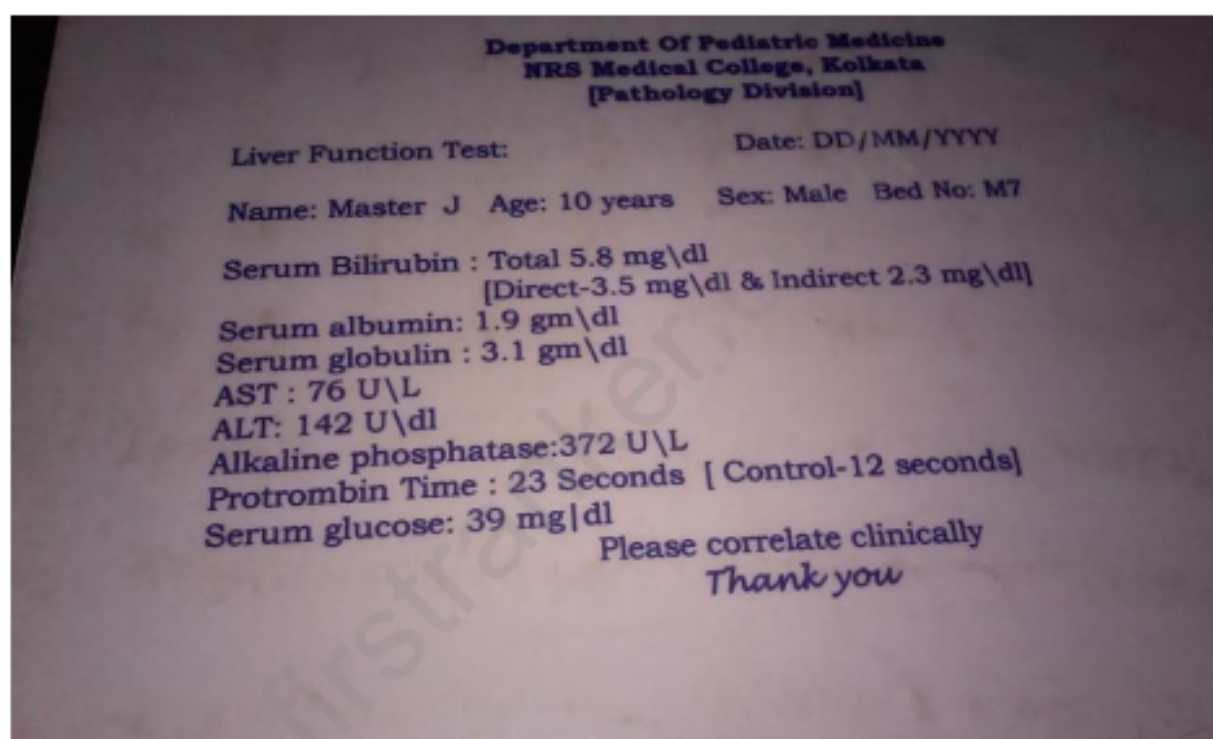 Department Of Pediatric Medicine
NRS Medical College, Kolkata
[Pathology Division]
Liver Function Test: Date: DD/MM/YYYY
Name: Master J Age: 10 years Sex: Male Bed No: M7
Serum Bilirubin : Total 5.8 mg\dl
[Direct-3.5 mg\dl & Indirect 2.3 mg\dl]
Serum albumin: 1.9 gm\dl
Serum globulin : 3.1 gm\dl
AST : 76 U\L
ALT: 142 U\dl
Alkaline phosphatase:372 U\L
Protrombin Time : 23 Seconds [ Control-12 seconds]
Serum glucose: 39 mg|dl
Please correlate clinically
Thank you